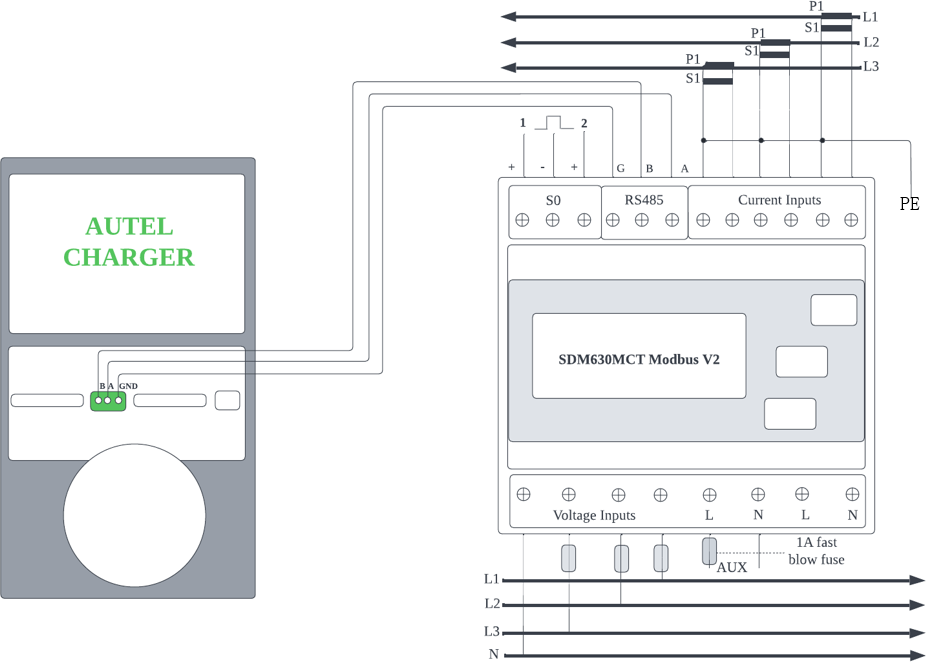 P1
L1
S1
P1
L2
S1
P1
L3
S1
1
2
+
-
+
G
B
A
S0
RS485
Current Inputs
PE
AUTEL
CHARGER
SDM630MCT Modbus V2
B A GND
Voltage Inputs
L
N
L
N
1A fast
blow fuse
AUX
L1
L2
L3
N